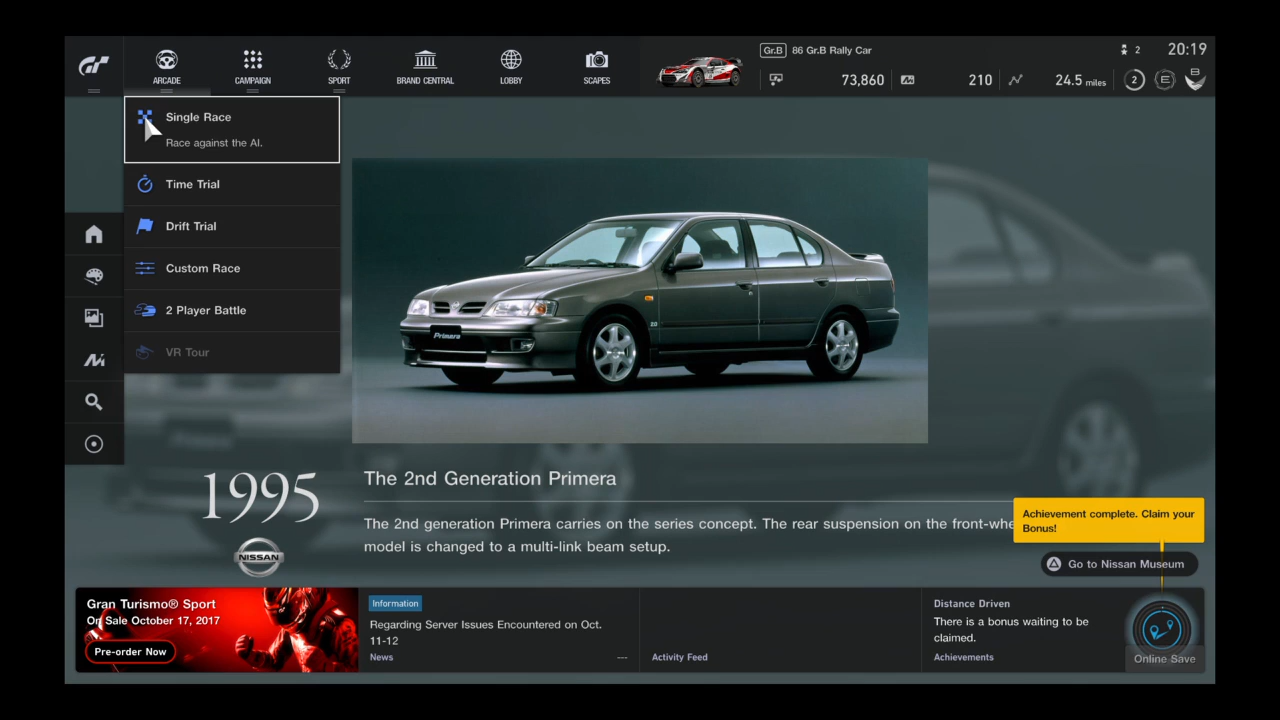 GT
ARCADE
CAMPAIGN
SPORT
BRAND CENTRAL
LOBBY
SCAPES
Gr.B 86 Gr.B Rally Car
2
20:19
73,860
210
24.5 miles
2
E
B
Single Race
Race against the AI.
Time Trial
Drift Trial
Custom Race
2 Player Battle
VR Tour
Primera
1995
NISSAN
The 2nd Generation Primera
The 2nd generation Primera carries on the series concept. The rear suspension on the front-whe
model is changed to a multi-link beam setup.
Achievement complete. Claim your
Bonus!
Go to Nissan Museum
Gran Turismo® Sport
On Sale October 17, 2017
Pre-order Now
Information
Regarding Server Issues Encountered on Oct.
11-12
News
---
Activity Feed
Distance Driven
There is a bonus waiting to be
claimed.
Achievements
Online Save